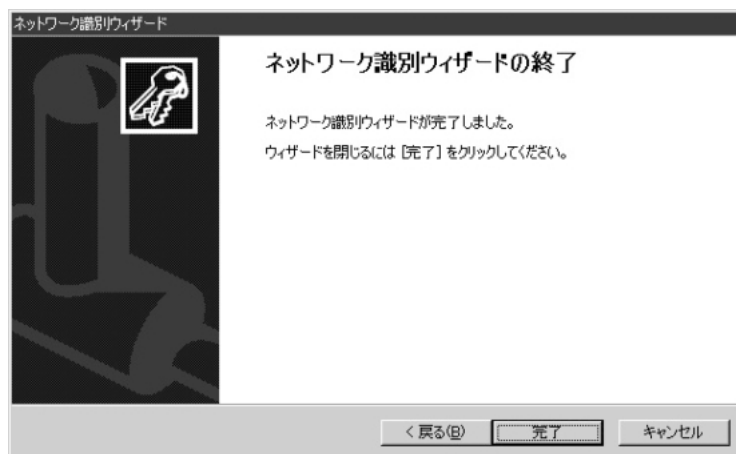 ネットワーク識別ウィザード
ネットワーク識別ウィザードの終了
ネットワーク識別ウィザードが完了しました。
ウィザードを閉じるには [完了] をクリックしてください。
< 戻る(B)
完了
キャンセル